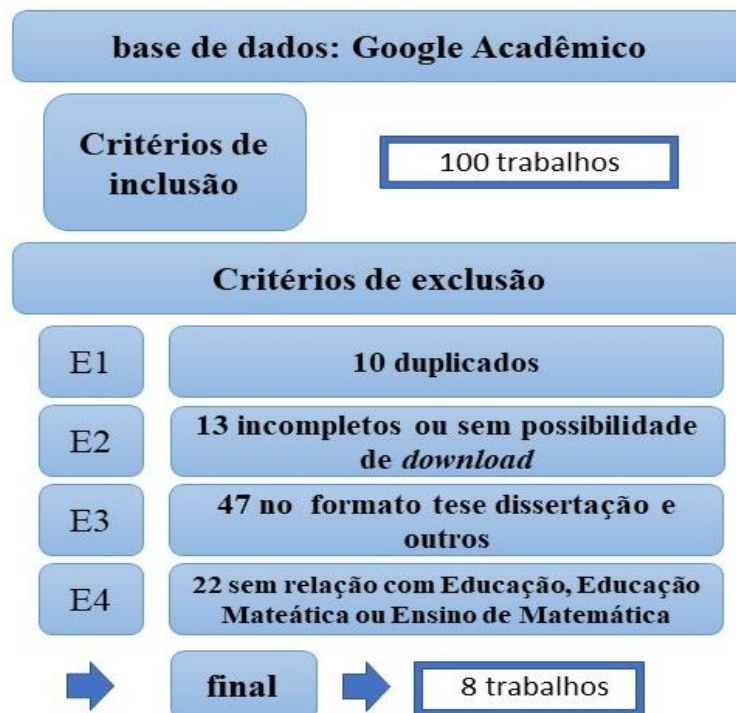 base de dados: Google Acadêmico
Critérios de
inclusão
100 trabalhos
Critérios de exclusão
E1
10 duplicados
E2
13 incompletos ou sem possibilidade
de download
E3
47 no formato tese dissertação e
outros
E4
22 sem relação com Educação, Educação
Mateática ou Ensino de Matemática
final
8 trabalhos